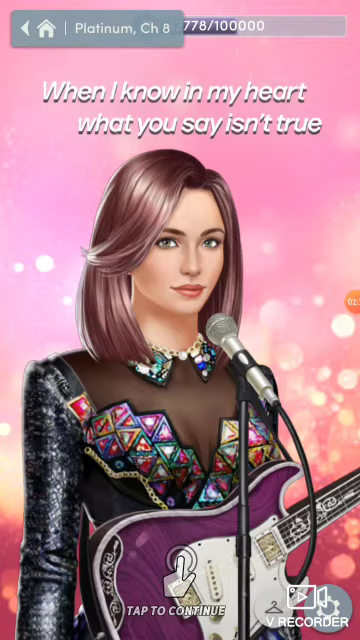 Platinum, Ch 8
778/100000
When I know in my heart
what you say isn't true
TAP TO CONTINUE
V RECORDER